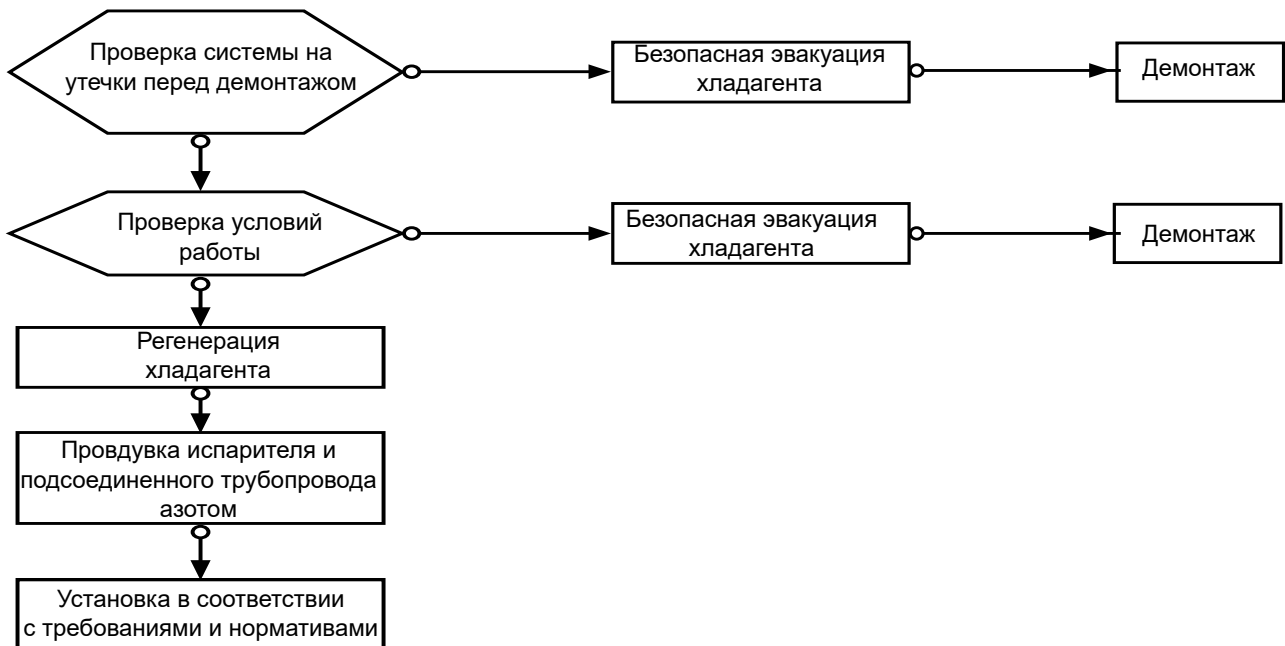 Проверка системы на
утечки перед демонтажом
Безопасная эвакуация
хладагента
Демонтаж
Проверка условий
работы
Безопасная эвакуация
хладагента
Демонтаж
Регенерация
хладагента
Провдувка испарителя и
подсоединенного трубопровода
азотом
Установка в соответствии
с требованиями и нормативами